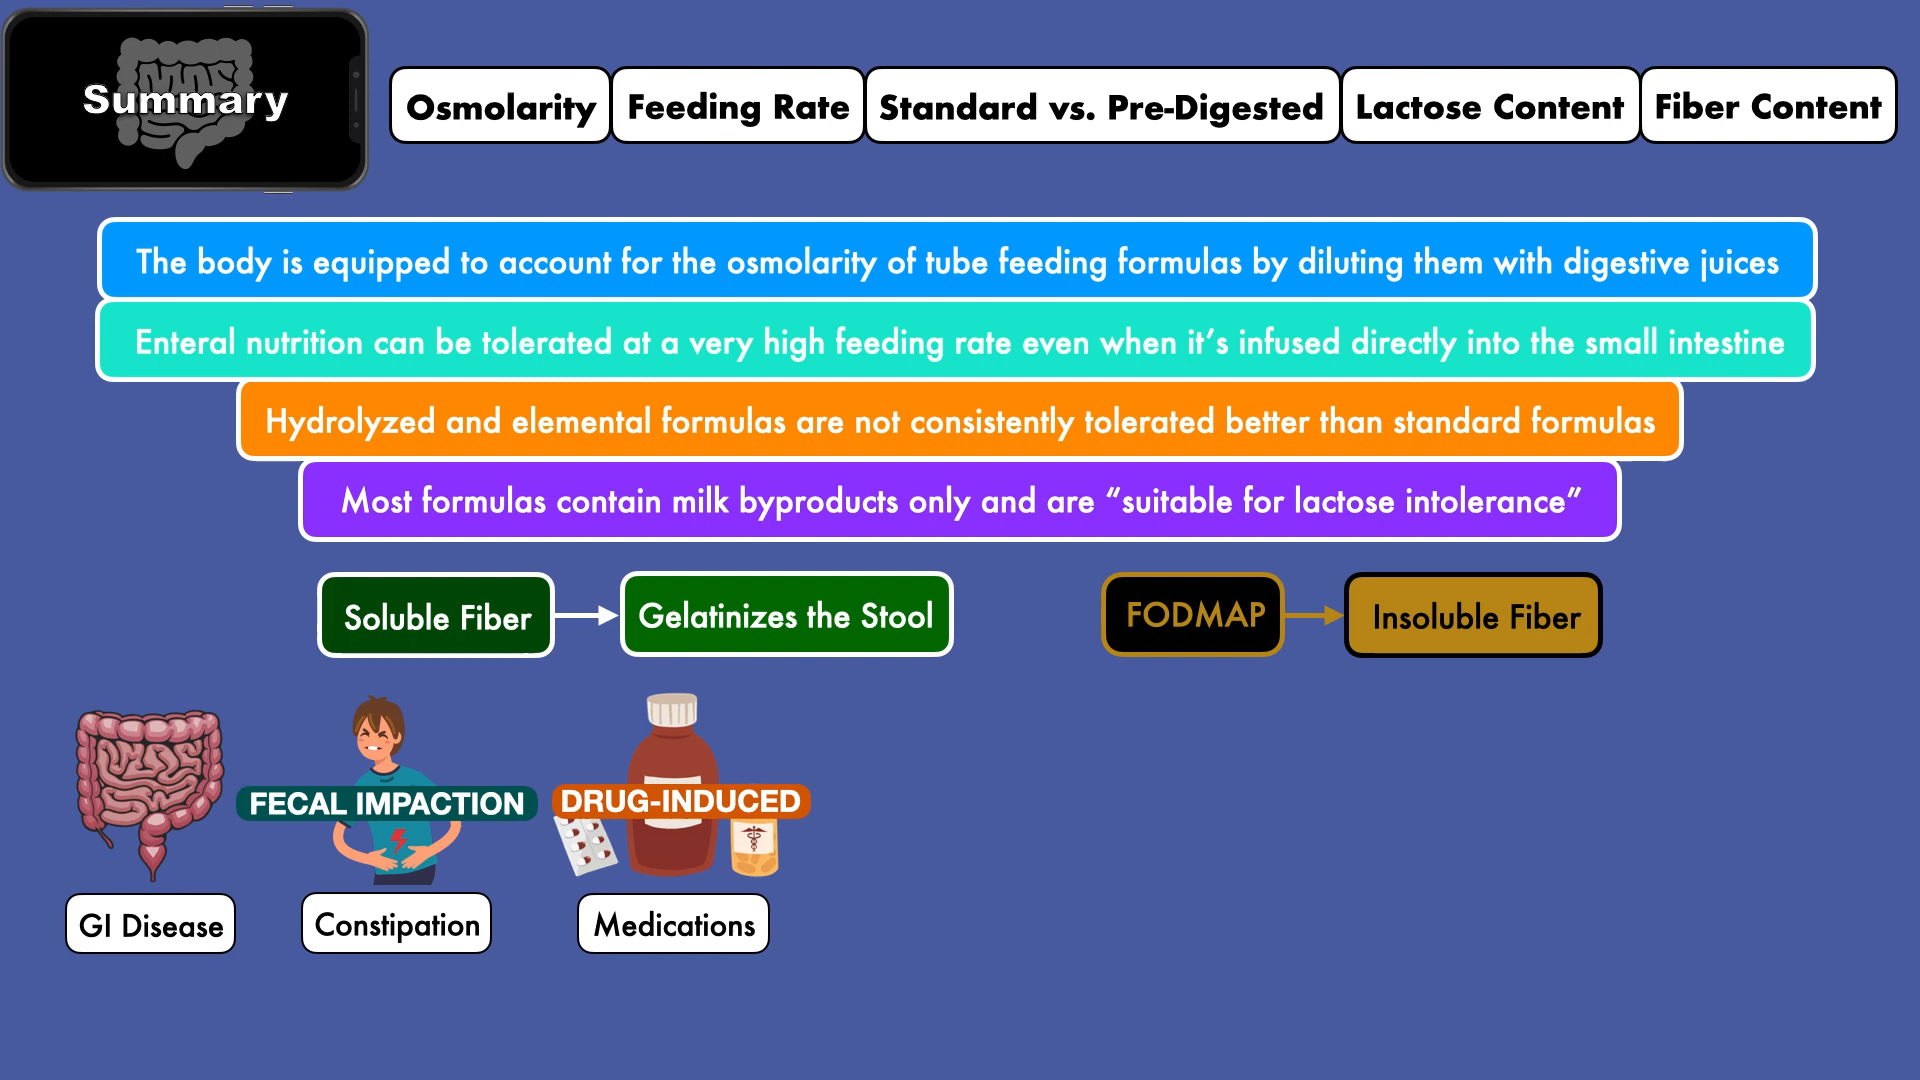 Summary
Osmolarity
Feeding Rate
Standard vs. Pre-Digested
Lactose Content
Fiber Content
The body is equipped to account for the osmolarity of tube feeding formulas by diluting them with digestive juices
Enteral nutrition can be tolerated at a very high feeding rate even when it’s infused directly into the small intestine
Hydrolyzed and elemental formulas are not consistently tolerated better than standard formulas
Most formulas contain milk byproducts only and are “suitable for lactose intolerance”
Soluble Fiber
Gelatinizes the Stool
FODMAP
Insoluble Fiber
FECAL IMPACTION
DRUG-INDUCED
GI Disease
Constipation
Medications